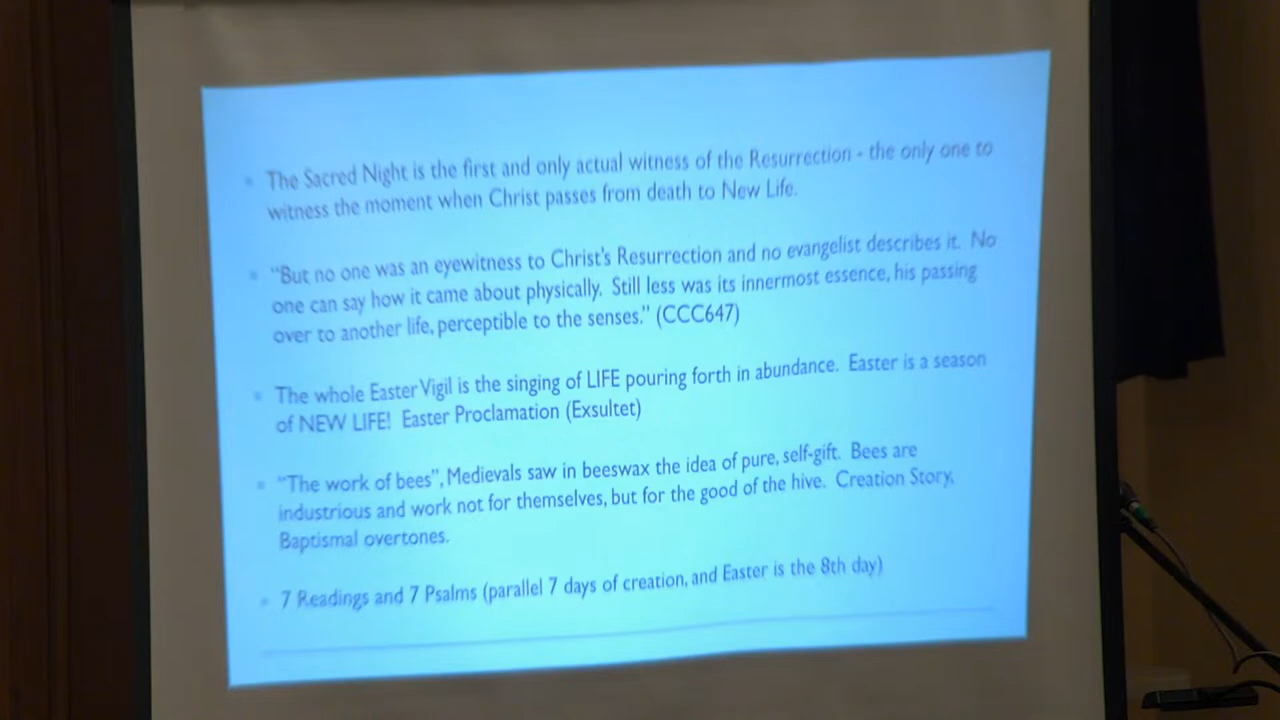 The Sacred Night is the first and only actual witness of the Resurrection - the only one to
witness the moment when Christ passes from death to New Life.
"But no one was an eyewitness to Christ's Resurrection and no evangelist describes it. No
one can say how it came about physically. Still less was its innermost essence, his passing
over to another life, perceptible to the senses." (CCC647)
The whole Easter Vigil is the singing of LIFE pouring forth in abundance. Easter is a season
of NEW LIFE! Easter Proclamation (Exsultet)
"The work of bees", Medievals saw in beeswax the idea of pure, self-gift. Bees are
industrious and work not for themselves, but for the good of the hive. Creation Story,
Baptismal overtones.
7 Readings and 7 Psalms (parallel 7 days of creation, and Easter is the 8th day)